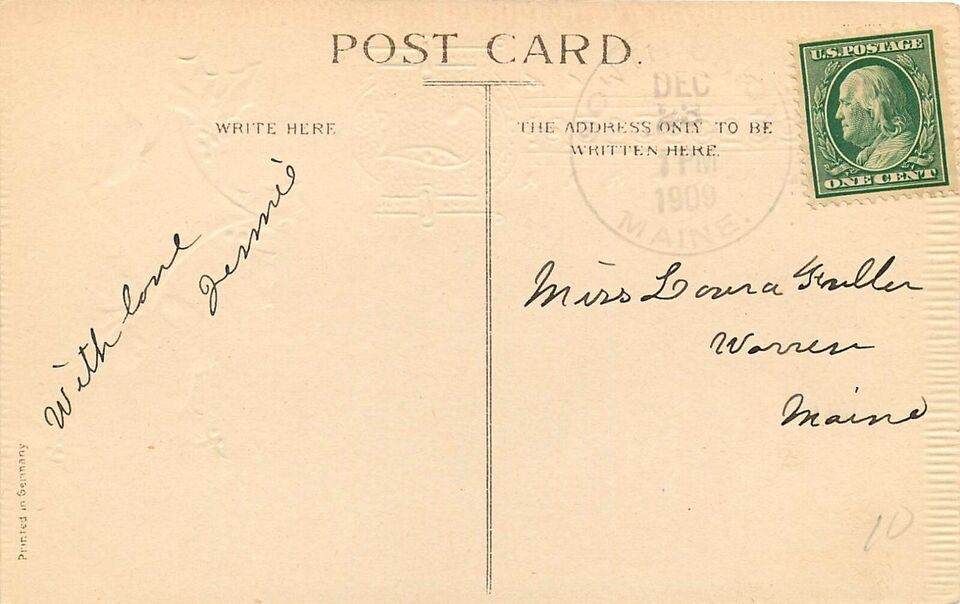 POST CARD.
WRITE HERE
THE ADDRESS ONLY TO BE
WRITTEN HERE.
U.S. POSTAGE
ONE CENT
DEC
1909
MAINE.
With love
Jennie
Miss Laura Fuller
Warren
Maine
Printed in Germany
10